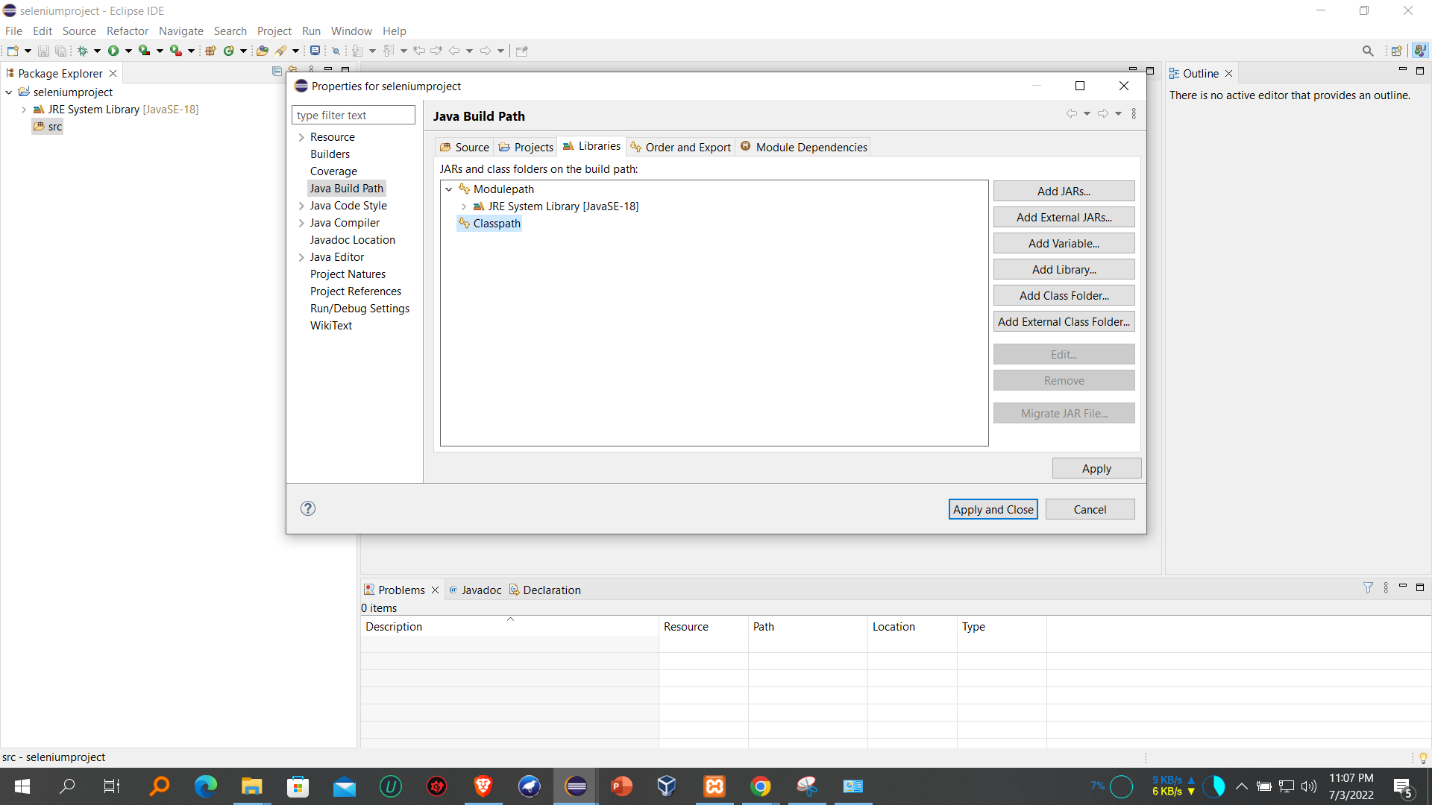 seleniumproject - Eclipse IDE
File Edit Source Refactor Navigate Search Project Run Window Help
Package Explorer
seleniumproject
JRE System Library [JavaSE-18]
src
Properties for seleniumproject
type filter text
Resource
Builders
Coverage
Java Build Path
Java Code Style
Java Compiler
Javadoc Location
Java Editor
Project Natures
Project References
Run/Debug Settings
WikiText
Java Build Path
Source Projects Libraries Order and Export Module Dependencies
JARs and class folders on the build path:
Modulepath
JRE System Library [JavaSE-18]
Classpath
Add JARs...
Add External JARs...
Add Variable...
Add Library...
Add Class Folder...
Add External Class Folder...
Edit...
Remove
Migrate JAR File...
Apply
?
Apply and Close Cancel
Outline
There is no active editor that provides an outline.
Problems Javadoc Declaration
0 items
Description Resource Path Location Type
src - seleniumproject
7%
9 KB/s
6 KB/s
11:07 PM
7/3/2022
5